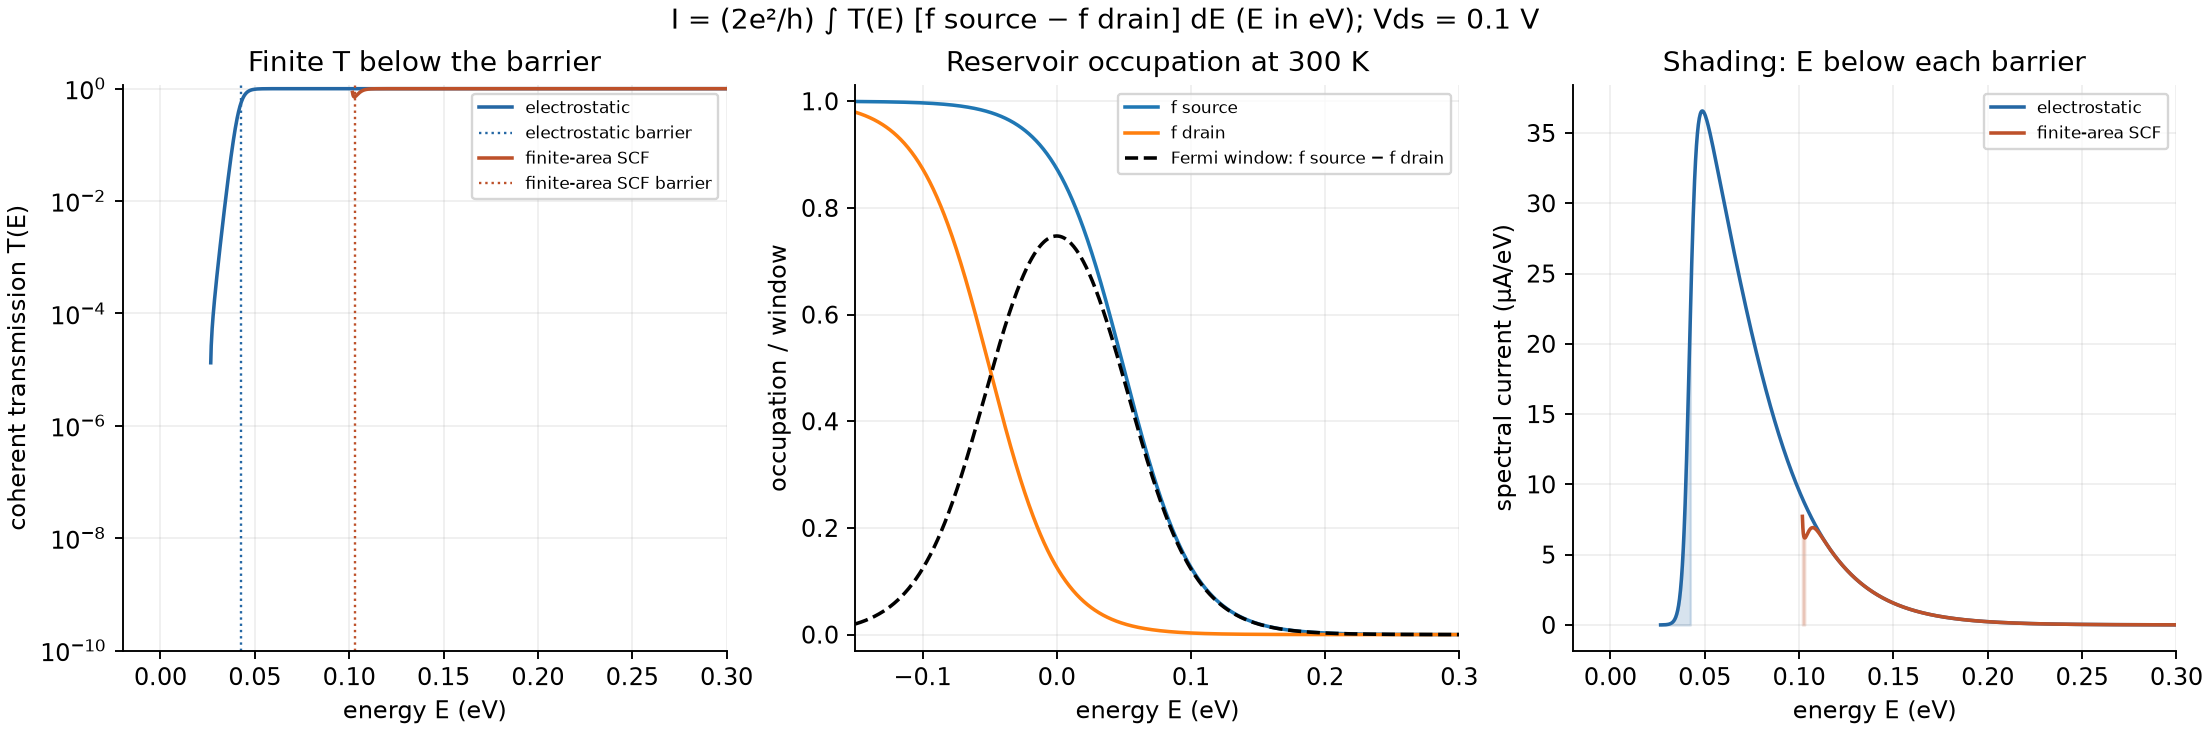 I = (2e²/h) ∫ T(E) [f source − f drain] dE (E in eV); Vds = 0.1 V
Finite T below the barrier
coherent transmission T(E)
10⁰
10⁻²
10⁻⁴
10⁻⁶
10⁻⁸
10⁻¹⁰
electrostatic
electrostatic barrier
finite-area SCF
finite-area SCF barrier
0.00 0.05 0.10 0.20 0.25 0.30
energy E (eV)
Reservoir occupation at 300 K
occupation / window
1.0
0.8
0.6
0.4
0.2
0.0
f source
f drain
Fermi window: f source − f drain
−0.1 0.0 0.1 0.2 0.3
energy E (eV)
Shading: E below each barrier
spectral current (μA/eV)
35
30
25
20
15
10
5
0
electrostatic
finite-area SCF
0.00 0.05 0.10 0.15 0.20 0.25 0.30
energy E (eV)